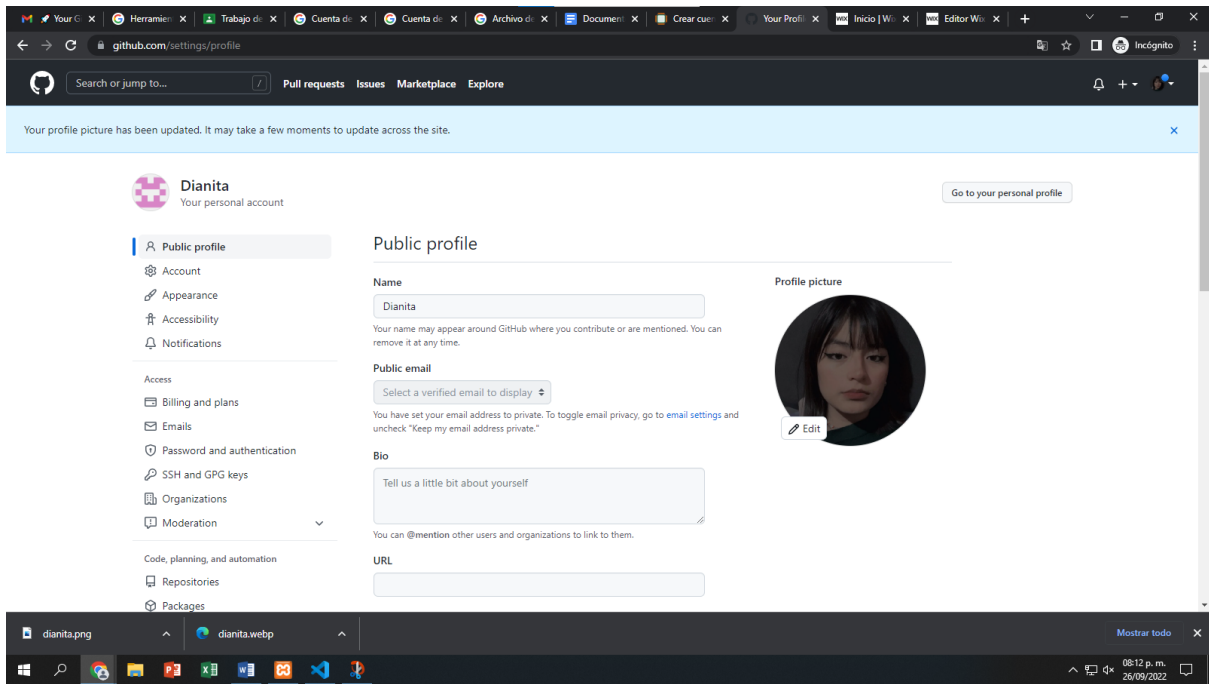 Your G
Herramien
Trabajo de
Cuenta de
Cuenta de
Archivo de
Document
Crear cuen
Your Profil
WIX
Inicio | Wi
WIX
Editor Wix
github.com/settings/profile
Incógnito
Search or jump to...
/
Pull requests
Issues
Marketplace
Explore
Your profile picture has been updated. It may take a few moments to update across the site.
Dianita
Your personal account
Go to your personal profile
Public profile
Account
Appearance
Accessibility
Notifications
Access
Billing and plans
Emails
Password and authentication
SSH and GPG keys
Organizations
Moderation
Code, planning, and automation
Repositories
Packages
Public profile
Name
Dianita
Your name may appear around GitHub where you contribute or are mentioned. You can
remove it at any time.
Public email
Select a verified email to display
You have set your email address to private. To toggle email privacy, go to email settings and
uncheck "Keep my email address private."
Bio
Tell us a little bit about yourself
You can @mention other users and organizations to link to them.
URL
Profile picture
Edit
dianita.png
dianita.webp
Mostrar todo
08:12 p. m.
26/09/2022